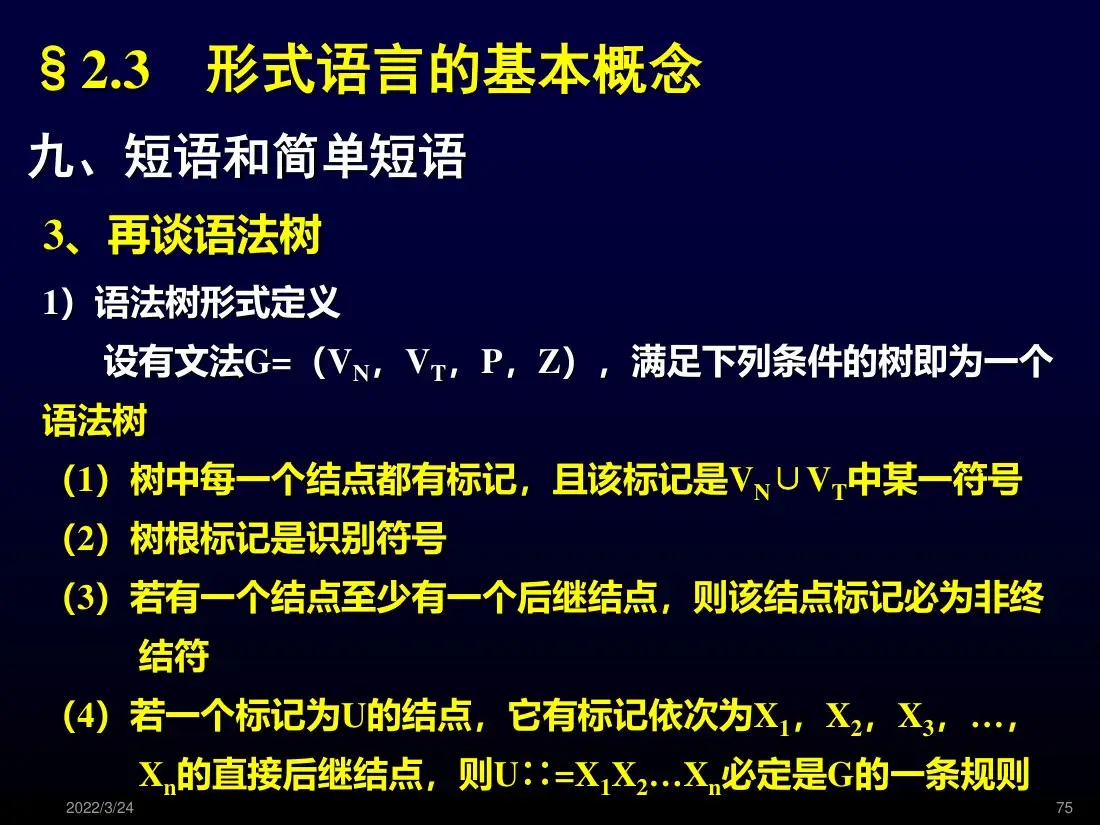 §2.3 形式语言的基本概念
九、短语和简单短语
3、再谈语法树
1）语法树形式定义
设有文法G=（VN，VT，P，Z），满足下列条件的树即为一个
语法树
（1）树中每一个结点都有标记，且该标记是VN∪VT中某一符号
（2）树根标记是识别符号
（3）若有一个结点至少有一个后继结点，则该结点标记必为非终
结符
（4）若一个标记为U的结点，它有标记依次为X1，X2，X3，…，
Xn的直接后继结点，则U∷=X1X2…Xn必定是G的一条规则
2022/3/24
75